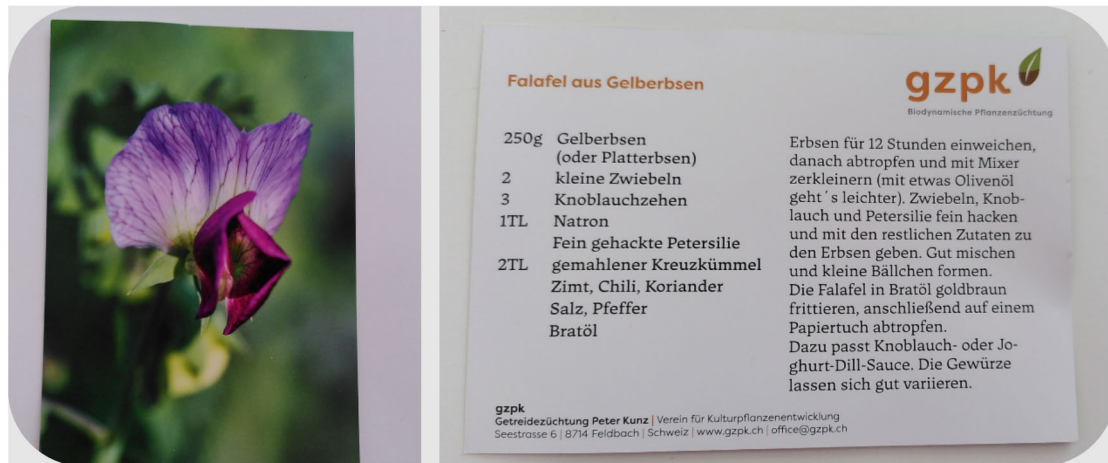 Falafel aus Gelberbsen
gzpk
Biodynamische Pflanzenzüchtung
250g Gelberbsen
(oder Platterbsen)
2 kleine Zwiebeln
3 Knoblauchzehen
1TL Natron
Fein gehackte Petersilie
2TL gemahlener Kreuzkümmel
Zimt, Chili, Koriander
Salz, Pfeffer
Bratöl
Erbsen für 12 Stunden einweichen,
danach abtropfen und mit Mixer
zerkleinern (mit etwas Olivenöl
geht´s leichter). Zwiebeln, Knob-
lauch und Petersilie fein hacken
und mit den restlichen Zutaten zu
den Erbsen geben. Gut mischen
und kleine Bällchen formen.
Die Falafel in Bratöl goldbraun
frittieren, anschließend auf einem
Papiertuch abtropfen.
Dazu passt Knoblauch- oder Jo-
ghurt-Dill-Sauce. Die Gewürze
lassen sich gut variieren.
gzpk
Getreidezüchtung Peter Kunz | Verein für Kulturpflanzenentwicklung
Seestrasse 6 | 8714 Feldbach | Schweiz | www.gzpk.ch | office@gzpk.ch